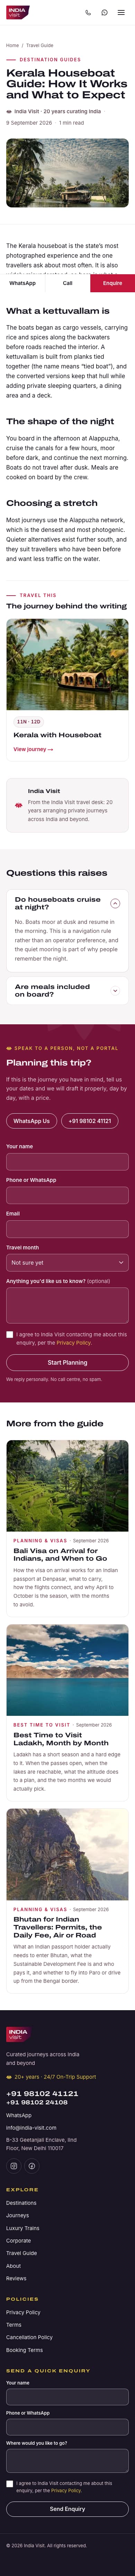 INDIA
visit
Home / Travel Guide
DESTINATION GUIDES
Kerala Houseboat
Guide: How It Works
and What to Expect
India Visit · 20 years curating India
9 September 2026 · 1 min read
The Kerala houseboat is the state's most
photographed experience and the one
travellers ask about most often. It is also
WhatsApp
Call
Enquire
What a kettuvallam is
The boats began as cargo vessels, carrying
rice and spices along the backwaters
before roads reached the interior. A
kettuvallam is built from planks tied
together (the name means "tied boat"), and
the converted versions keep that hull while
adding sleeping quarters, a dining area
and a deck.
The shape of the night
You board in the afternoon at Alappuzha,
cruise the canals for a few hours, moor
before dark, and continue the next morning.
Boats do not travel after dusk. Meals are
cooked on board by the crew.
Choosing a stretch
Most journeys use the Alappuzha network.
Quieter alternatives exist further south, and
they suit travellers who have been before
and want less traffic on the water.
TRAVEL THIS
The journey behind the writing
11N · 12D
Kerala with Houseboat
View journey →
India Visit
From the India Visit travel desk: 20
years arranging private journeys
across India and beyond.
Questions this raises
Do houseboats cruise
at night?
No. Boats moor at dusk and resume in
the morning. This is a navigation rule
rather than an operator preference, and
the quiet mooring is part of why people
remember the night.
Are meals included
on board?
SPEAK TO A PERSON, NOT A PORTAL
Planning this trip?
If this is the journey you have in mind, tell us
your dates and we will draft it properly, day by
day, with a price.
WhatsApp Us
+91 98102 41121
Your name
Phone or WhatsApp
Email
Travel month
Not sure yet
Anything you'd like us to know? (optional)
I agree to India Visit contacting me about this
enquiry, per the Privacy Policy.
Start Planning
We reply personally. No call centre, no spam.
More from the guide
PLANNING & VISAS · September 2026
Bali Visa on Arrival for
Indians, and When to Go
How the visa on arrival works for an Indian
passport at Denpasar, what to carry,
how the flights connect, and why April to
October is the season, with the months
to avoid.
BEST TIME TO VISIT · September 2026
Best Time to Visit
Ladakh, Month by Month
Ladakh has a short season and a hard edge
to it. When the passes open, when the
lakes are reachable, what the altitude does
to a plan, and the two months we would
actually pick.
PLANNING & VISAS · September 2026
Bhutan for Indian
Travellers: Permits, the
Daily Fee, Air or Road
What an Indian passport holder actually
needs to enter Bhutan, what the
Sustainable Development Fee is and who
pays it, and whether to fly into Paro or drive
up from the Bengal border.
INDIA
visit
Curated journeys across India
and beyond
20+ years · 24/7 On-Trip Support
+91 98102 41121
+91 98102 24108
WhatsApp
info@india-visit.com
B-33 Geetanjali Enclave, IInd
Floor, New Delhi 110017
EXPLORE
Destinations
Journeys
Luxury Trains
Corporate
Travel Guide
About
Reviews
POLICIES
Privacy Policy
Terms
Cancellation Policy
Booking Terms
SEND A QUICK ENQUIRY
Your name
Phone or WhatsApp
Where would you like to go?
I agree to India Visit contacting me about this
enquiry, per the Privacy Policy.
Send Enquiry
© 2026 India Visit. All rights reserved.